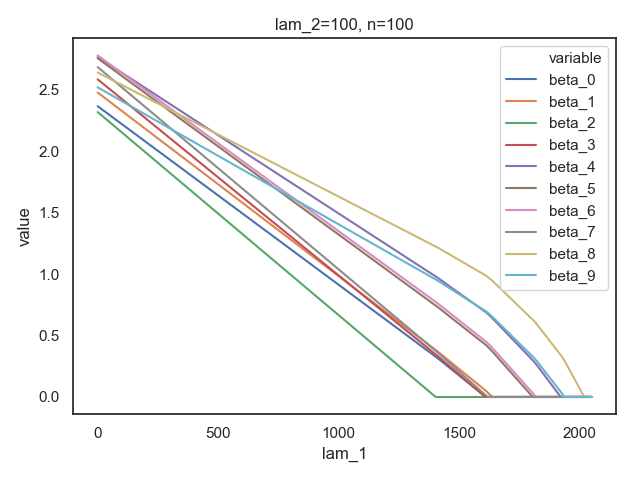 lam_2=100, n=100
variable
beta_0
beta_1
beta_2
beta_3
beta_4
beta_5
beta_6
beta_7
beta_8
beta_9
value
2.5
2.0
1.5
1.0
0.5
0.0
0
500
1000
1500
2000
lam_1